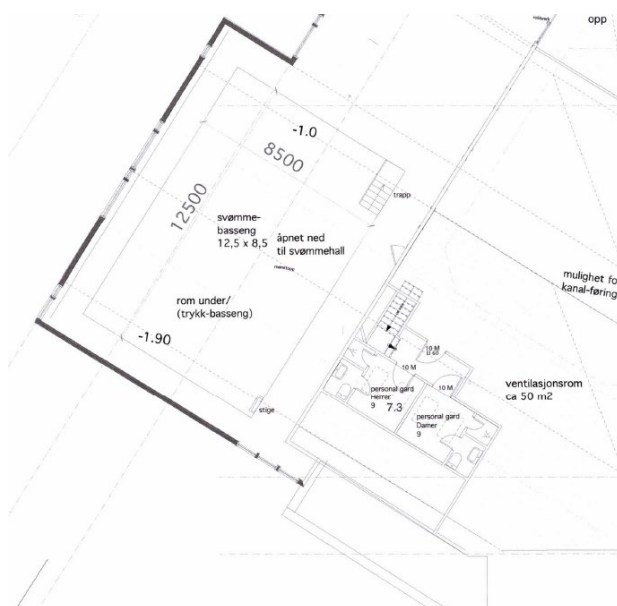 opp
-1.0
8500
12500
trapp
svømme-
basseng
12,5 x 8,5
åpnet ned
til svømmehall
mulighet fo
kanal-føring
rom under/
(trykk-basseng)
-1.90
10 M
10 M
10 M
ventilasjonsrom
ca 50 m2
personal gard
Herrer
9
7.3
personal gard
Damer
9
stige